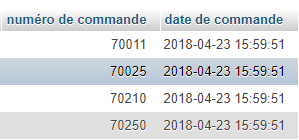 numéro de commande date de commande
70011 2018-04-23 15:59:51
70025 2018-04-23 15:59:51
70210 2018-04-23 15:59:51
70250 2018-04-23 15:59:51